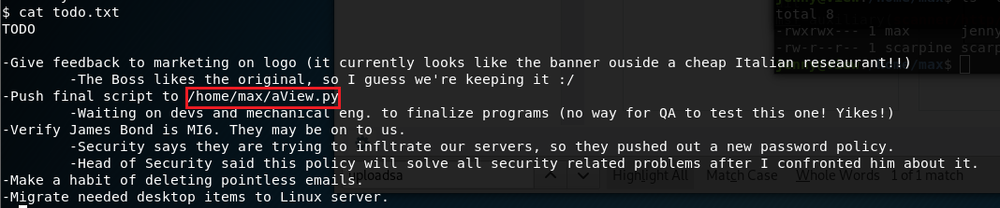 $ cat todo.txt
TODO
-Give feedback to marketing on logo (it currently looks like the banner ouside a cheap Italian reseaurant!!)
-The Boss likes the original, so I guess we're keeping it :/
-Push final script to /home/max/aView.py
-Waiting on devs and mechanical eng. to finalize programs (no way for QA to test this one! Yikes!)
-Verify James Bond is MI6. They may be on to us.
-Security says they are trying to infltrate our servers, so they pushed out a new password policy.
-Head of Security said this policy will solve all security related problems after I confronted him about it.
-Make a habit of deleting pointless emails.
-Migrate needed desktop items to Linux server.
total 8
-rwxrwx--- 1 max jenny
-rw-r--r-- 1 scarpine scarp
uploadsa
Highlight All Match Case Whole Words 1 of 1 match